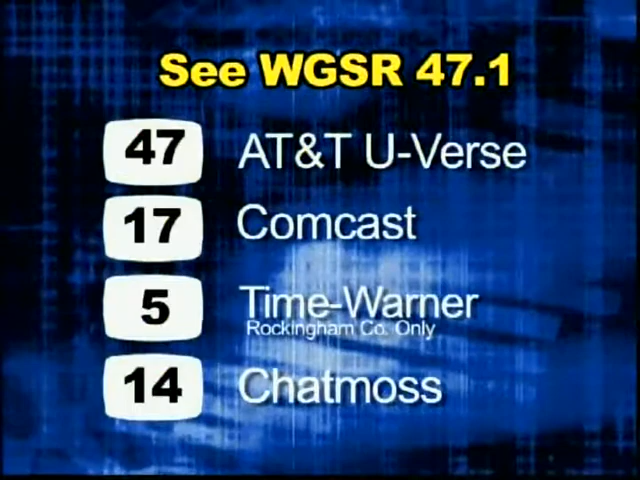 See WGSR 47.1
47 AT&T U-Verse
17 Comcast
5 Time-Warner
Rockingham Co. Only
14 Chatmoss